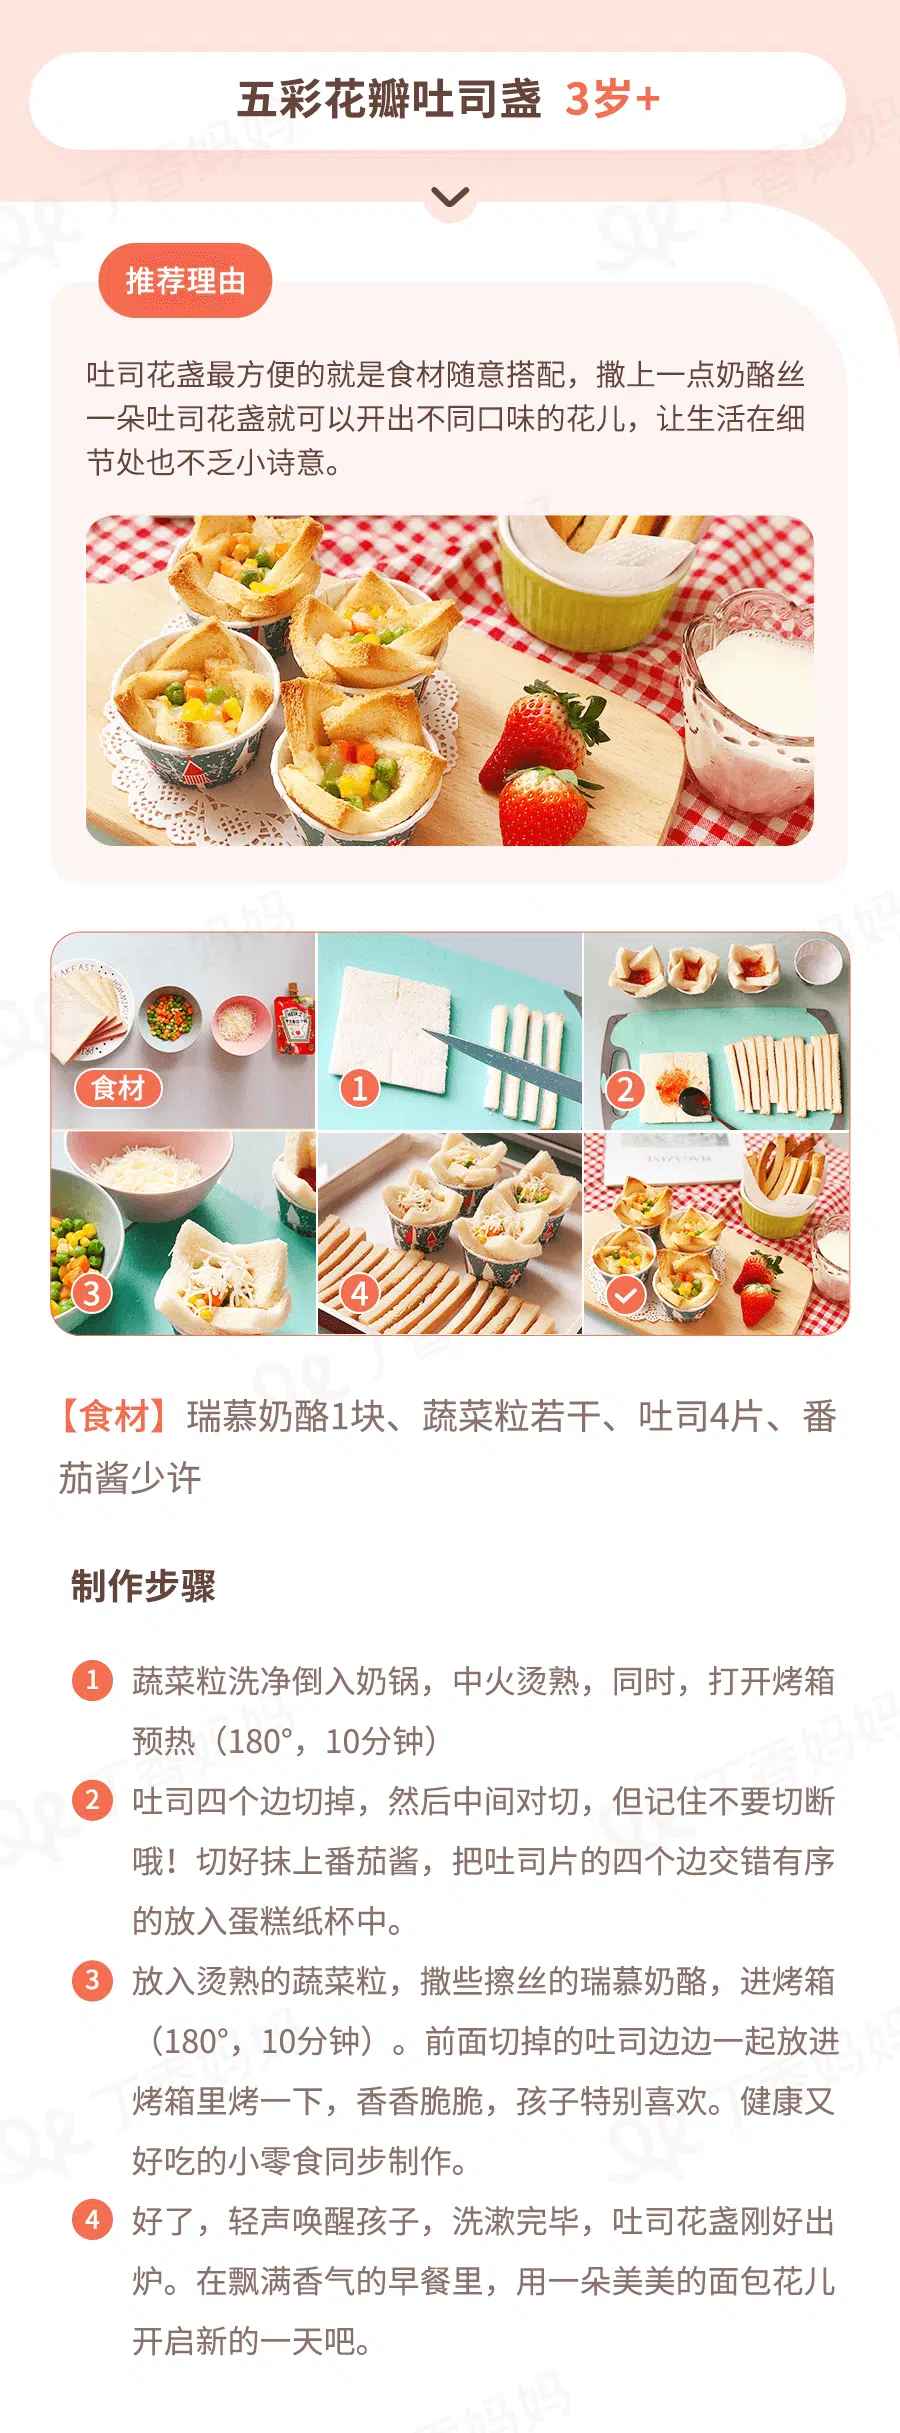 五彩花瓣吐司盏 3岁+
推荐理由
吐司花盏最方便的就是食材随意搭配，撒上一点奶酪丝
一朵吐司花盏就可以开出不同口味的花儿，让生活在细
节处也不乏小诗意。
食材
1
2
3
4
【食材】瑞慕奶酪1块、蔬菜粒若干、吐司4片、番
茄酱少许
制作步骤
1 蔬菜粒洗净倒入奶锅，中火烫熟，同时，打开烤箱
预热（180°，10分钟）
2 吐司四个边切掉，然后中间对切，但记住不要切断
哦！切好抹上番茄酱，把吐司片的四个边交错有序
的放入蛋糕纸杯中。
3 放入烫熟的蔬菜粒，撒些擦丝的瑞慕奶酪，进烤箱
（180°，10分钟）。前面切掉的吐司边边一起放进
烤箱里烤一下，香香脆脆，孩子特别喜欢。健康又
好吃的小零食同步制作。
4 好了，轻声唤醒孩子，洗漱完毕，吐司花盏刚好出
炉。在飘满香气的早餐里，用一朵美美的面包花儿
开启新的一天吧。
丁香妈妈